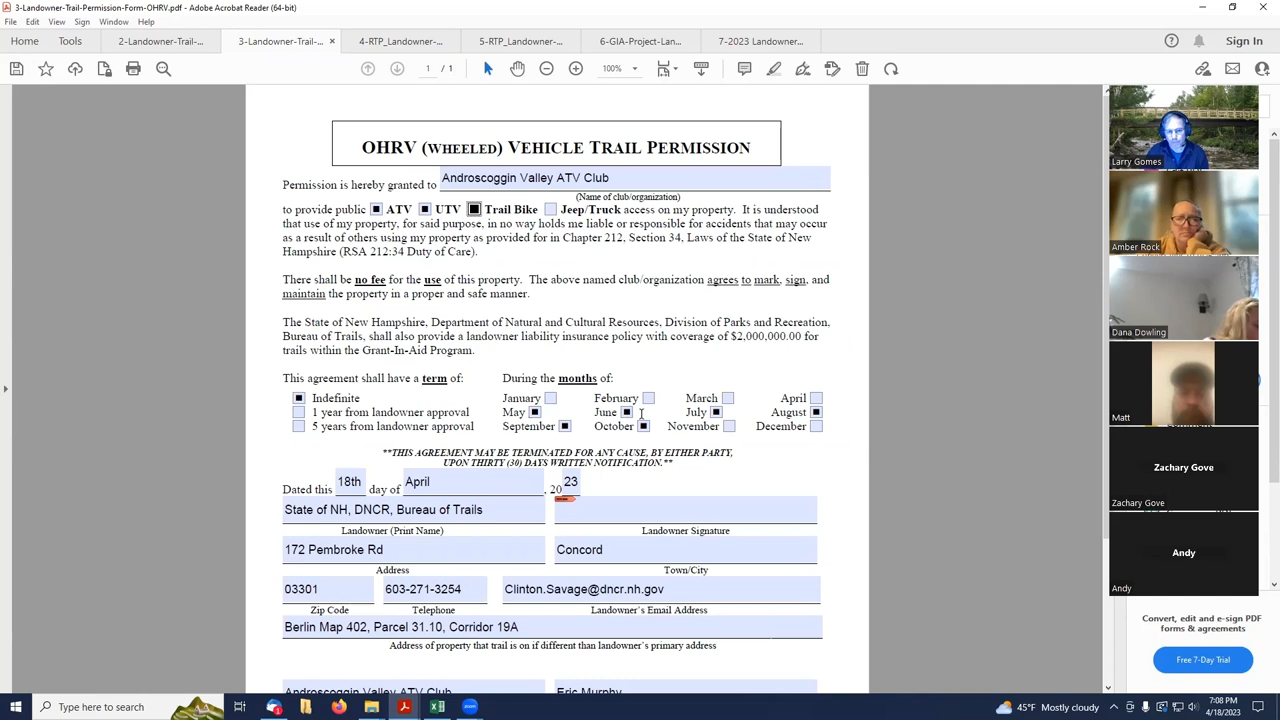 3-Landowner-Trail-Permission-Form-OHRV.pdf - Adobe Acrobat Reader (64-bit)
File Edit View Sign Window Help
Home Tools 2-Landowner-Trail-... 3-Landowner-Trail-... × 4-RTP_Landowner-... 5-RTP_Landowner-... 6-GIA-Project-Lan... 7-2023 Landowner... Sign In
1 / 1 100%
OHRV (WHEELED) VEHICLE TRAIL PERMISSION
Permission is hereby granted to Androscoggin Valley ATV Club
(Name of club/organization)
to provide public ATV UTV Trail Bike Jeep/Truck access on my property. It is understood
that use of my property, for said purpose, in no way holds me liable or responsible for accidents that may occur
as a result of others using my property as provided for in Chapter 212, Section 34, Laws of the State of New
Hampshire (RSA 212:34 Duty of Care).
There shall be no fee for the use of this property. The above named club/organization agrees to mark, sign, and
maintain the property in a proper and safe manner.
The State of New Hampshire, Department of Natural and Cultural Resources, Division of Parks and Recreation,
Bureau of Trails, shall also provide a landowner liability insurance policy with coverage of $2,000,000.00 for
trails within the Grant-In-Aid Program.
This agreement shall have a term of: During the months of:
Indefinite January February March April
1 year from landowner approval May June July August
5 years from landowner approval September October November December
**THIS AGREEMENT MAY BE TERMINATED FOR ANY CAUSE, BY EITHER PARTY,
UPON THIRTY (30) DAYS WRITTEN NOTIFICATION.**
Dated this 18th day of April , 20 23
State of NH, DNCR, Bureau of Trails
Landowner (Print Name) Landowner Signature
172 Pembroke Rd Concord
Address Town/City
03301 603-271-3254 Clinton.Savage@dncr.nh.gov
Zip Code Telephone Landowner's Email Address
Berlin Map 402, Parcel 31.10, Corridor 19A
Address of property that trail is on if different than landowner's primary address
Androscoggin Valley ATV Club Eric Murphy
Larry Gomes
Amber Rock
Dana Dowling
Matt
Zachary Gove
Zachary Gove
Andy
Andy
Convert, edit and e-sign PDF
forms & agreements
Free 7-Day Trial
Type here to search
45°F Mostly cloudy
7:08 PM
4/18/2023